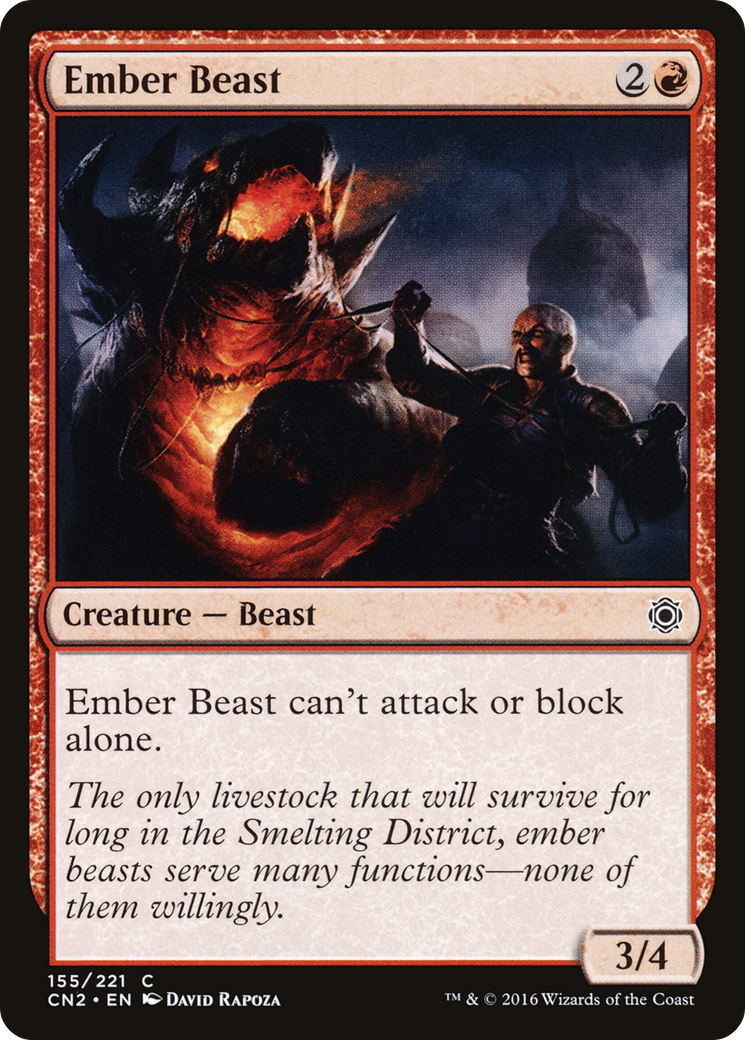 Ember Beast 2
Creature — Beast
Ember Beast can't attack or block
alone.
The only livestock that will survive for
long in the Smelting District, ember
beasts serve many functions—none of
them willingly.
3/4
155/221 C
CN2 • EN DAVID RAPOZA
™ & © 2016 Wizards of the Coast